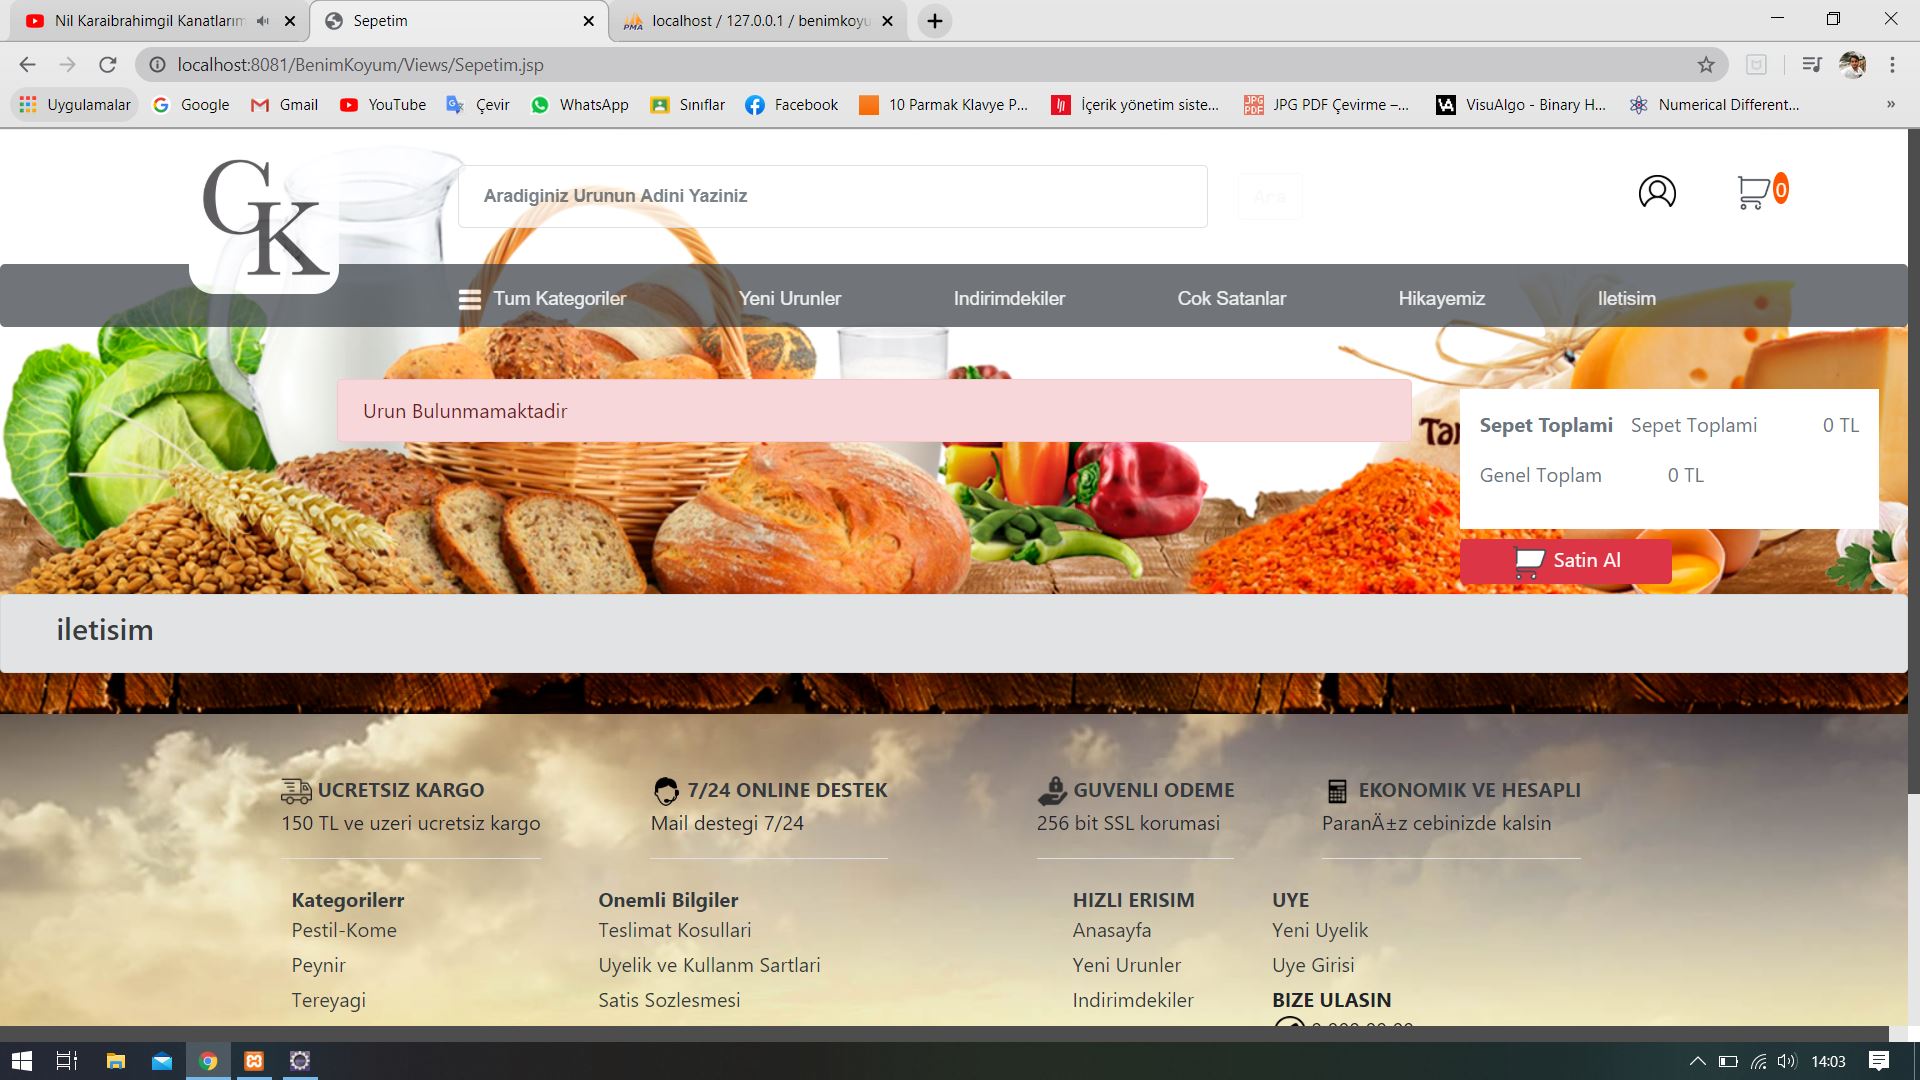 Nil Karaibrahimgil Kanatlarım
Sepetim
localhost / 127.0.0.1 / benimkoyu
localhost:8081/BenimKoyum/Views/Sepetim.jsp
Uygulamalar
Google
Gmail
YouTube
Çevir
WhatsApp
Sınıflar
Facebook
10 Parmak Klavye P...
İçerik yönetim siste...
JPG PDF Çevirme –...
VisuAlgo - Binary H...
Numerical Different...
»
GK
Aradiginiz Urunun Adini Yaziniz
Ara
0
Tum Kategoriler
Yeni Urunler
Indirimdekiler
Cok Satanlar
Hikayemiz
Iletisim
Urun Bulunmamaktadir
Sepet Toplami Sepet Toplami 0 TL
Genel Toplam 0 TL
Satin Al
iletisim
UCRETSIZ KARGO
150 TL ve uzeri ucretsiz kargo
7/24 ONLINE DESTEK
Mail destegi 7/24
GUVENLI ODEME
256 bit SSL korumasi
EKONOMIK VE HESAPLI
ParanÄ±z cebinizde kalsin
Kategorilerr
Pestil-Kome
Peynir
Tereyagi
Onemli Bilgiler
Teslimat Kosullari
Uyelik ve Kullanm Sartlari
Satis Sozlesmesi
HIZLI ERISIM
Anasayfa
Yeni Urunler
Indirimdekiler
UYE
Yeni Uyelik
Uye Girisi
BIZE ULASIN
14:03